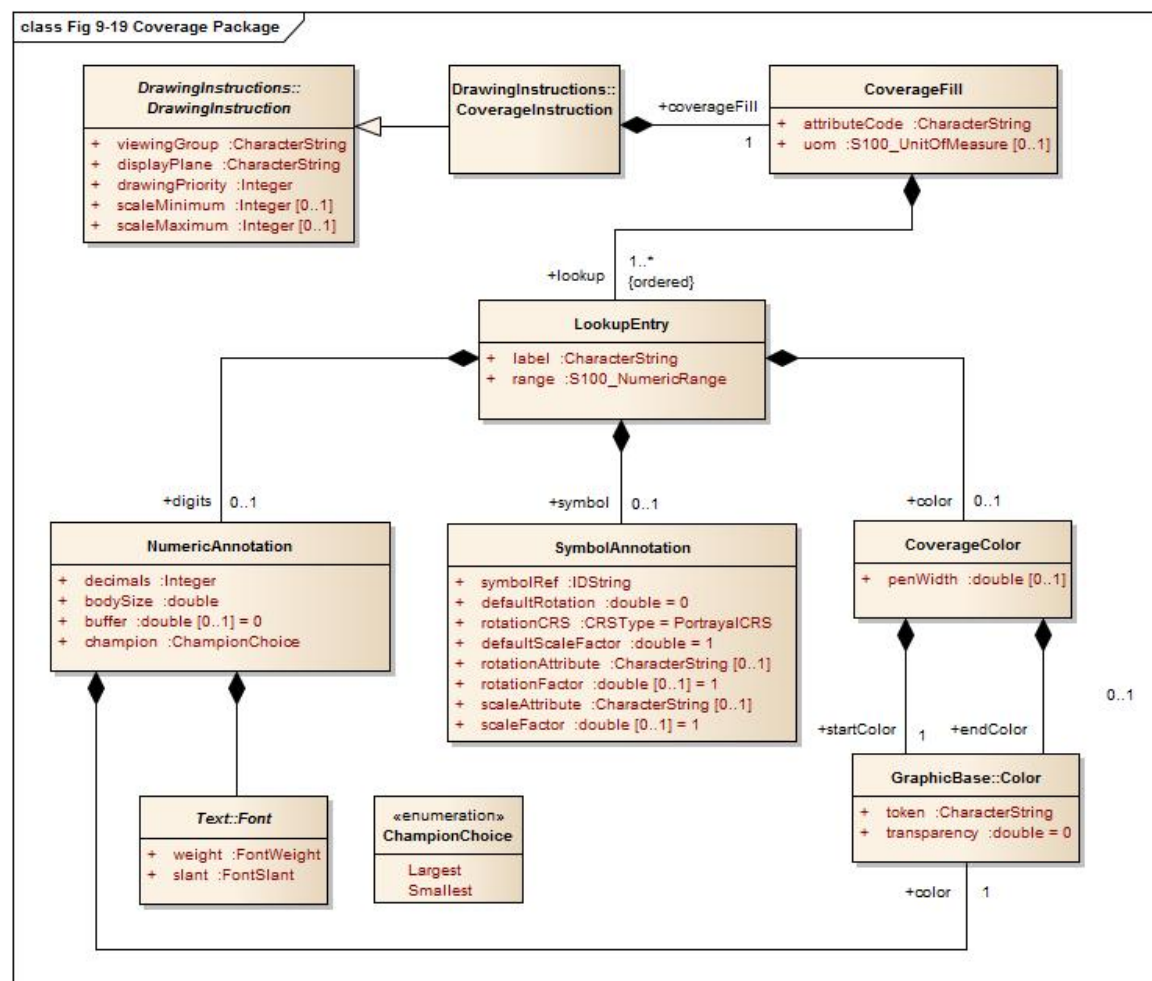 class Fig 9-19 Coverage Package
DrawingInstructions::
DrawingInstruction
+ viewingGroup :CharacterString
+ displayPlane :CharacterString
+ drawingPriority :Integer
+ scaleMinimum :Integer [0..1]
+ scaleMaximum :Integer [0..1]
DrawingInstructions::
CoverageInstruction
+coverageFill
1
CoverageFill
+ attributeCode :CharacterString
+ uom :S100_UnitOfMeasure [0..1]
+lookup
1..*
{ordered}
LookupEntry
+ label :CharacterString
+ range :S100_NumericRange
+digits
0..1
+symbol
0..1
+color
0..1
NumericAnnotation
+ decimals :Integer
+ bodySize :double
+ buffer :double [0..1] = 0
+ champion :ChampionChoice
SymbolAnnotation
+ symbolRef :IDString
+ defaultRotation :double = 0
+ rotationCRS :CRSType = PortrayalCRS
+ defaultScaleFactor :double = 1
+ rotationAttribute :CharacterString [0..1]
+ rotationFactor :double [0..1] = 1
+ scaleAttribute :CharacterString [0..1]
+ scaleFactor :double [0..1] = 1
CoverageColor
+ penWidth :double [0..1]
0..1
+startColor
1
+endColor
GraphicBase::Color
+ token :CharacterString
+ transparency :double = 0
Text::Font
+ weight :FontWeight
+ slant :FontSlant
«enumeration»
ChampionChoice
Largest
Smallest
+color
1